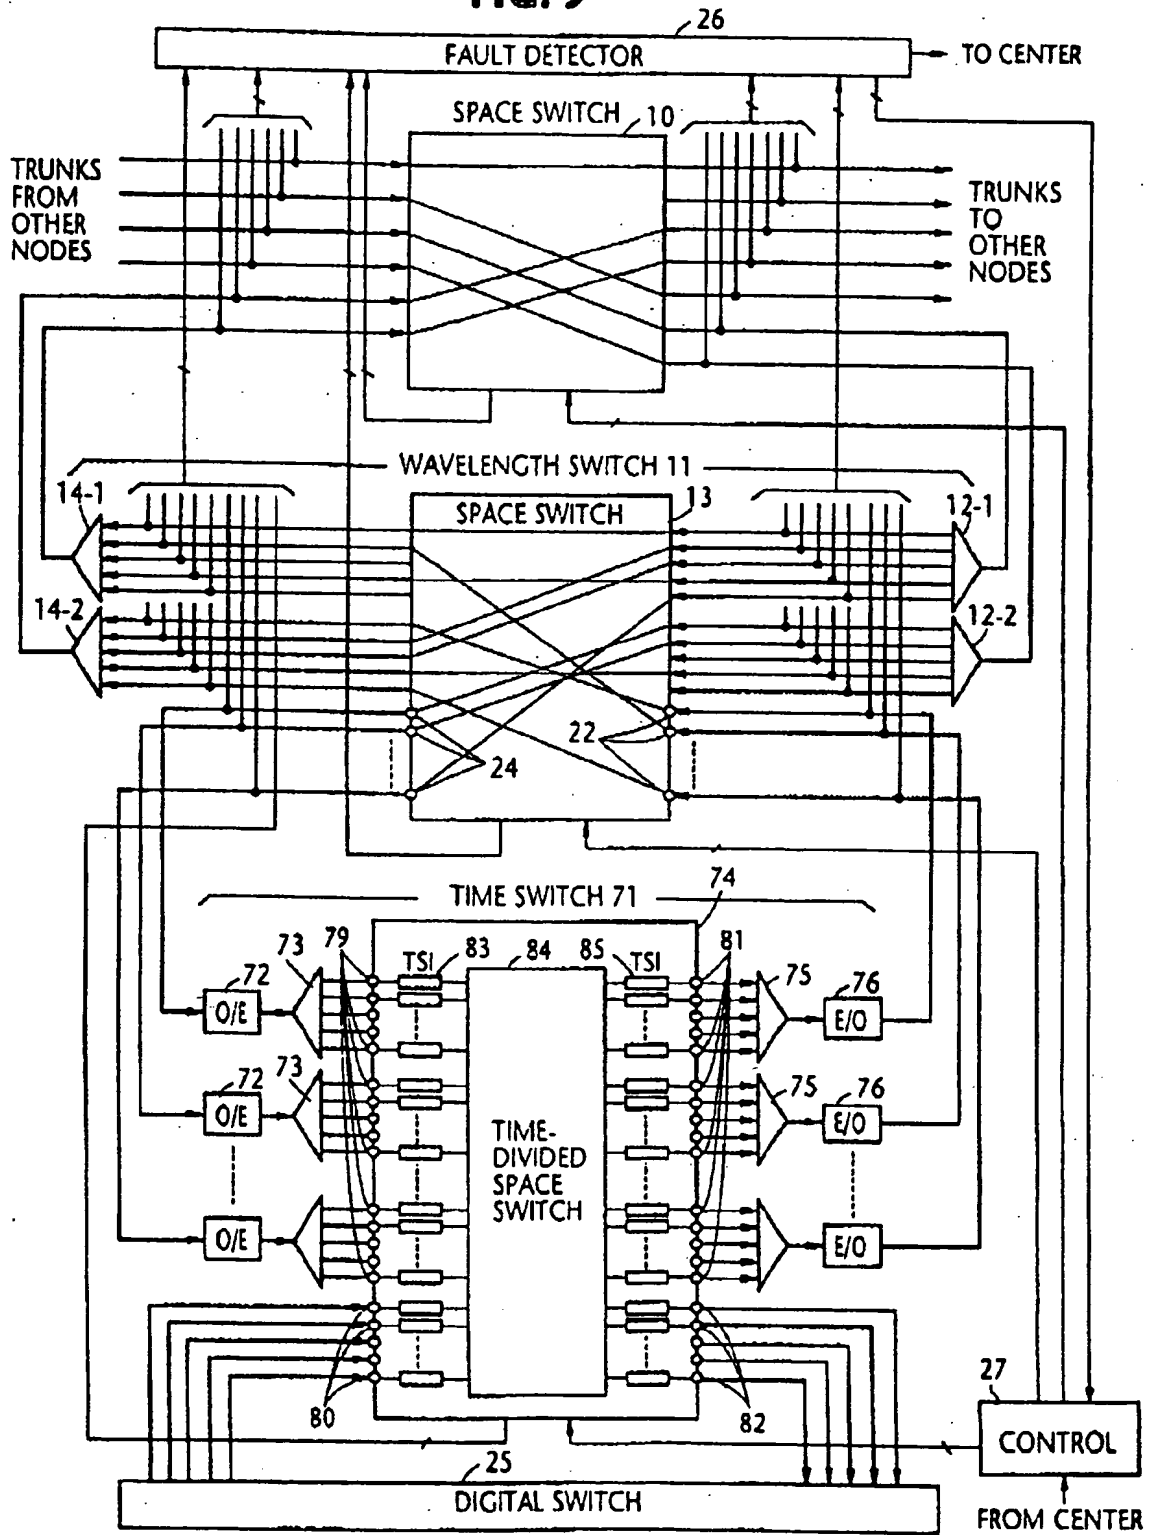 26
FAULT DETECTOR
TO CENTER
SPACE SWITCH
10
TRUNKS
FROM
OTHER
NODES
TRUNKS
TO
OTHER
NODES
WAVELENGTH SWITCH 11
14-1
13
12-1
SPACE SWITCH
14-2
12-2
22
24
TIME SWITCH 71
74
79
83
84
85
81
73
TSI
TSI
75
72
76
O/E
E/O
73
72
75
76
O/E
E/O
TIME-
DIVIDED
SPACE
SWITCH
O/E
E/O
80
82
27
CONTROL
25
DIGITAL SWITCH
FROM CENTER